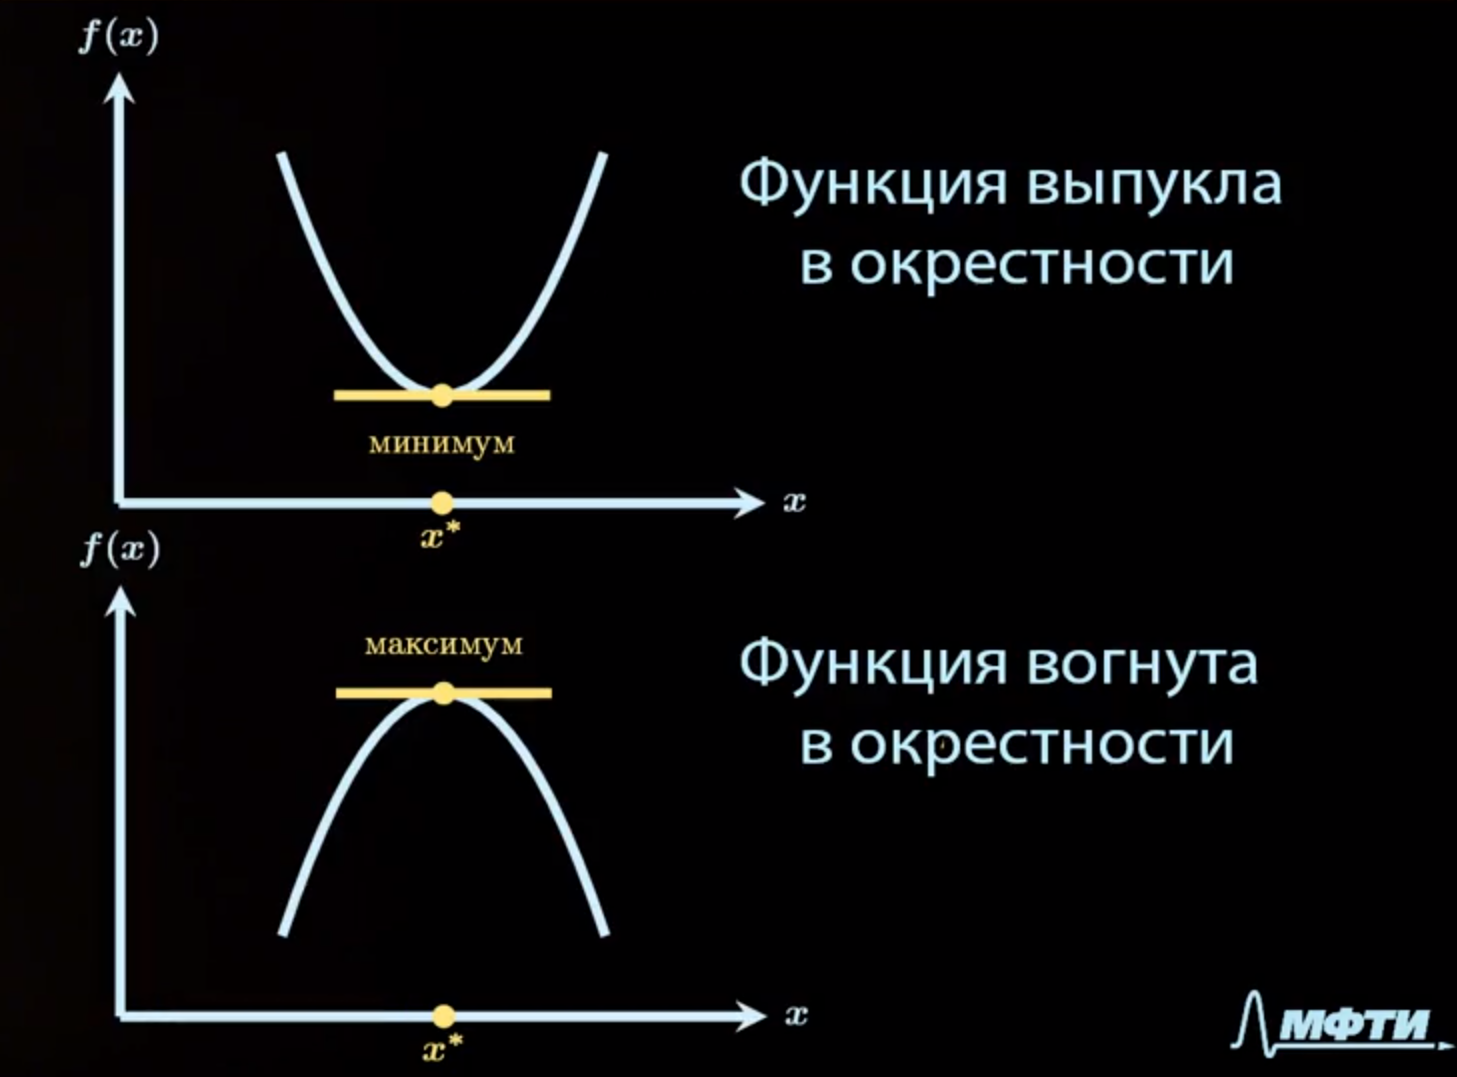 f(x)
Функция выпукла
в окрестности
минимум
x
x*
f(x)
максимум
Функция вогнута
в окрестности
x
x*
МФТИ